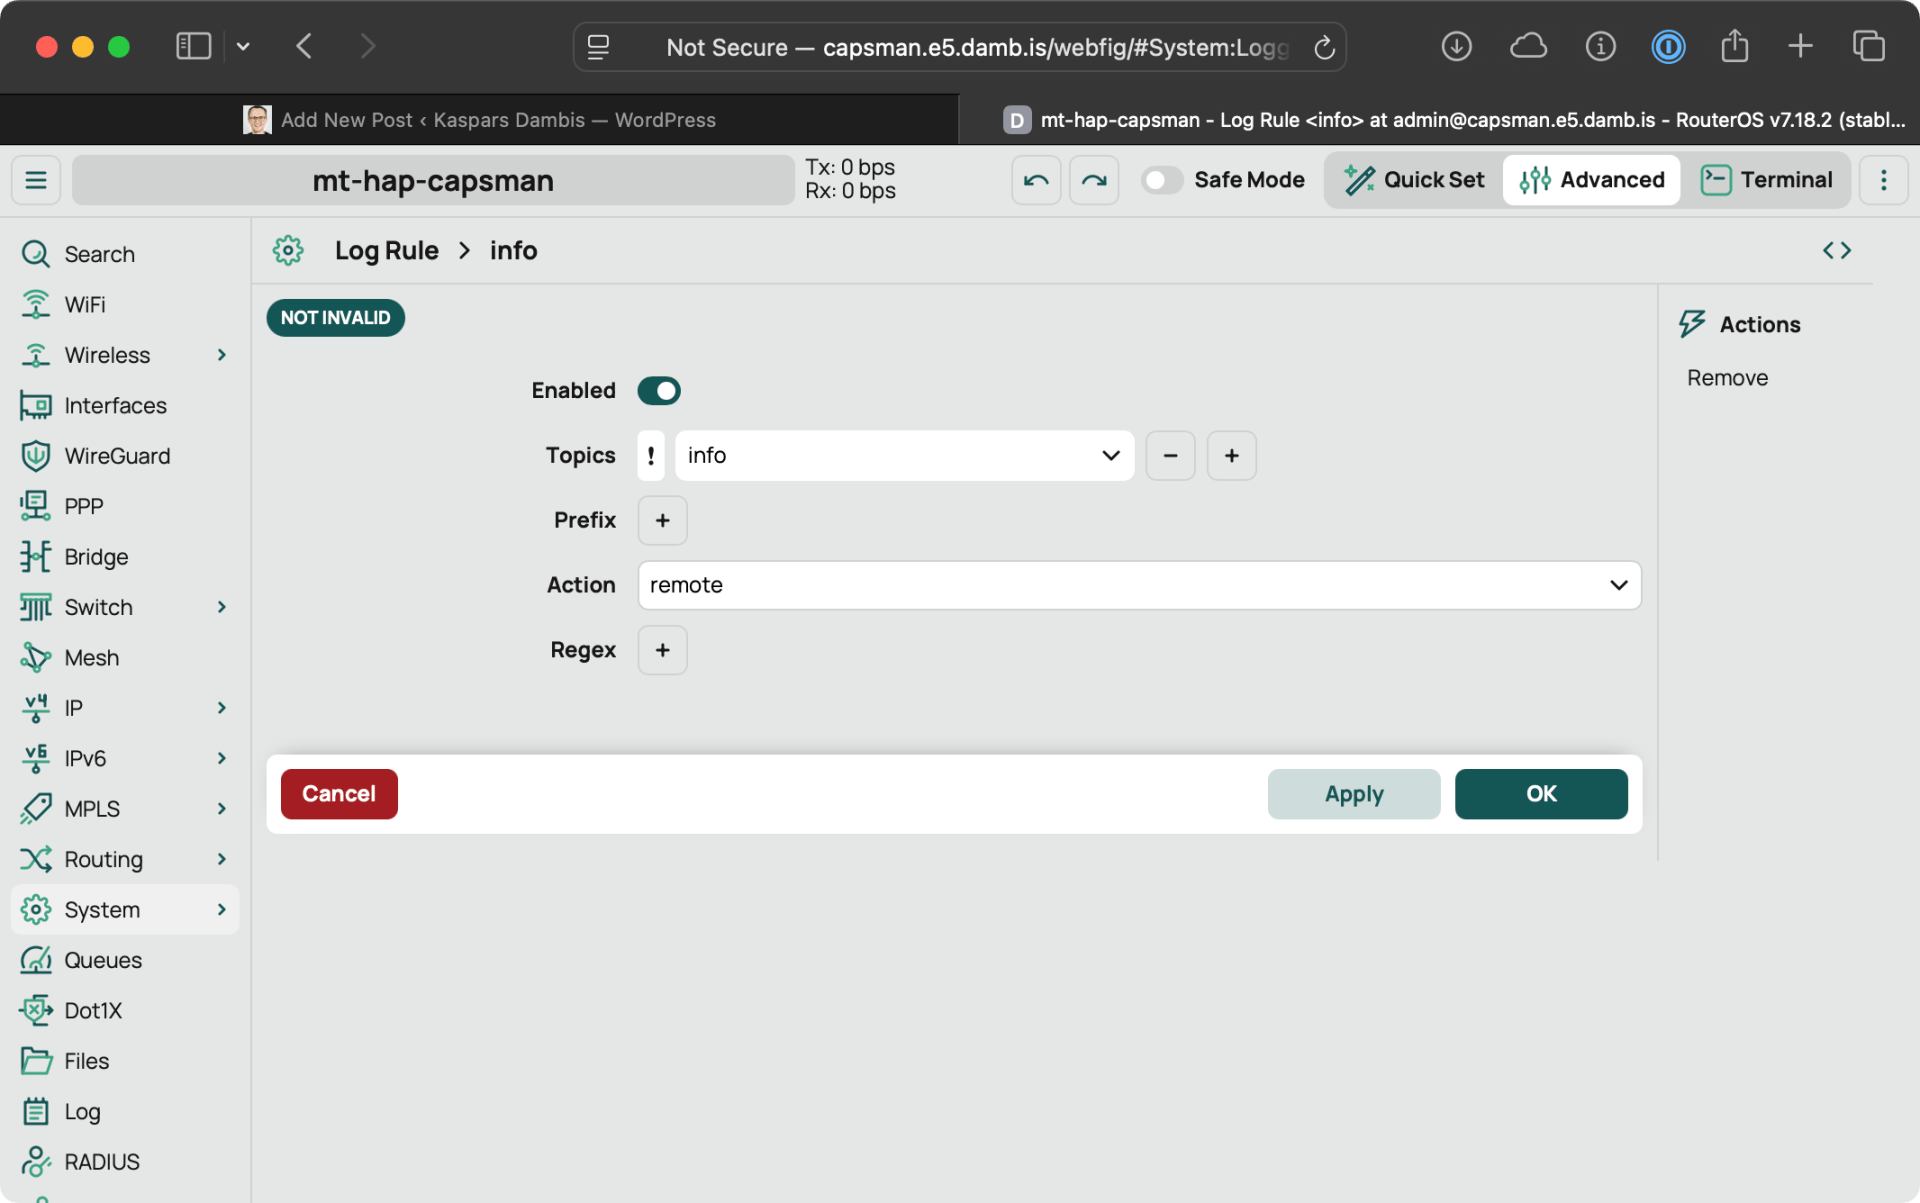 Not Secure — capsman.e5.damb.is/webfig/#System:Logg
Add New Post ‹ Kaspars Dambis — WordPress
D mt-hap-capsman - Log Rule <info> at admin@capsman.e5.damb.is - RouterOS v7.18.2 (stabl...
mt-hap-capsman
Tx: 0 bps
Rx: 0 bps
Safe Mode
Quick Set
Advanced
Terminal
Search
WiFi
Wireless
Interfaces
WireGuard
PPP
Bridge
Switch
Mesh
v4 IP
v6 IPv6
MPLS
Routing
System
Queues
Dot1X
Files
Log
RADIUS
Log Rule > info
NOT INVALID
Enabled
Topics ! info - +
Prefix +
Action remote
Regex +
Cancel
Apply
OK
Actions
Remove